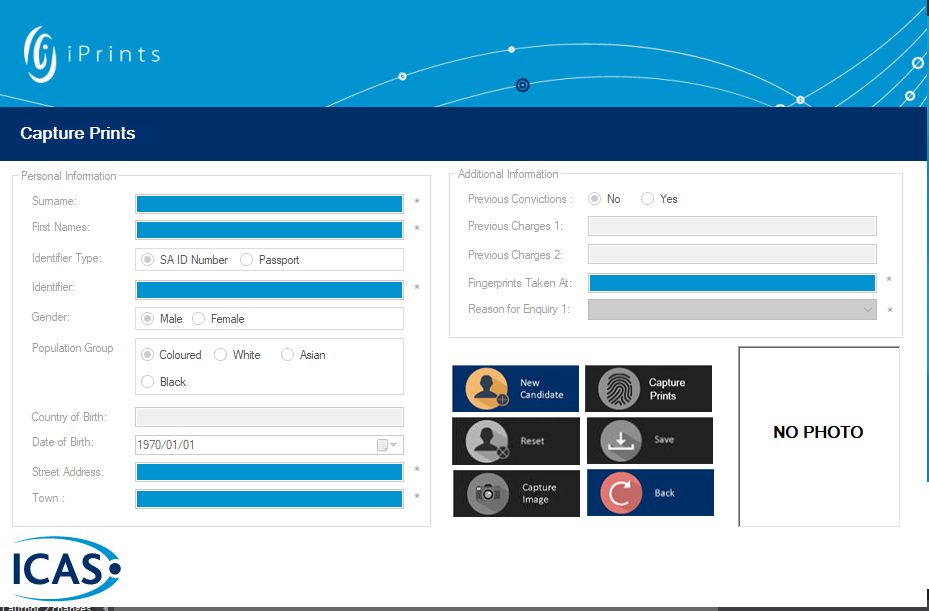 iPrints
Capture Prints
Personal Information
Surname: *
First Names: *
Identifier Type: SA ID Number Passport
Identifier: *
Gender: Male Female
Population Group Coloured White Asian
Black
Country of Birth:
Date of Birth: 1970/01/01
Street Address: *
Town : *
Additional Information
Previous Convictions : No Yes
Previous Charges 1:
Previous Charges 2:
Fingerprints Taken At: *
Reason for Enquiry 1: *
New
Candidate
Capture
Prints
Reset
Save
Capture
Image
Back
NO PHOTO
ICAS